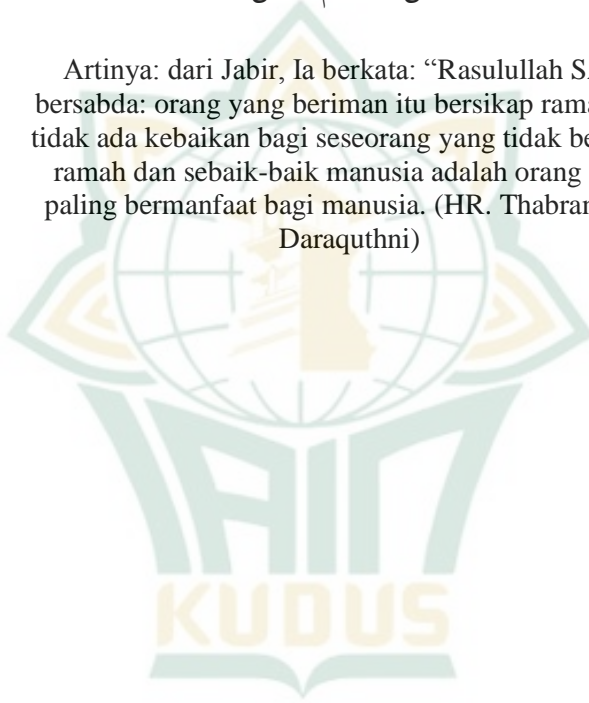 Artinya: dari Jabir, Ia berkata: “Rasulullah
bersabda: orang yang beriman itu bersikap
tidak ada kebaikan bagi seseorang yang tidak
ramah dan sebaik-baik manusia adalah orang
paling bermanfaat bagi manusia. (HR.
Daraquthni)
IAIN
KUDUS